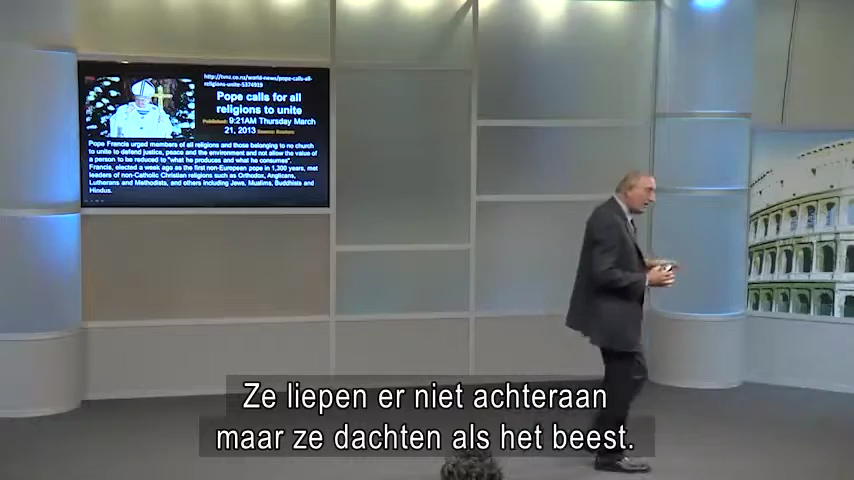 http://tvnz.co.nz/world-news/pope-calls-all-
religions-unite-5374919
Pope calls for all
religions to unite
Published: 9:21AM Thursday March
21, 2013 Source: Reuters
Pope Francis urged members of all religions and those belonging to no church
to unite to defend justice, peace and the environment and not allow the value of
a person to be reduced to "what he produces and what he consumes".
Francis, elected a week ago as the first non-European pope in 1,300 years, met
leaders of non-Catholic Christian religions such as Orthodox, Anglicans,
Lutherans and Methodists, and others including Jews, Muslims, Buddhists and
Hindus.
Ze liepen er niet achteraan
maar ze dachten als het beest.